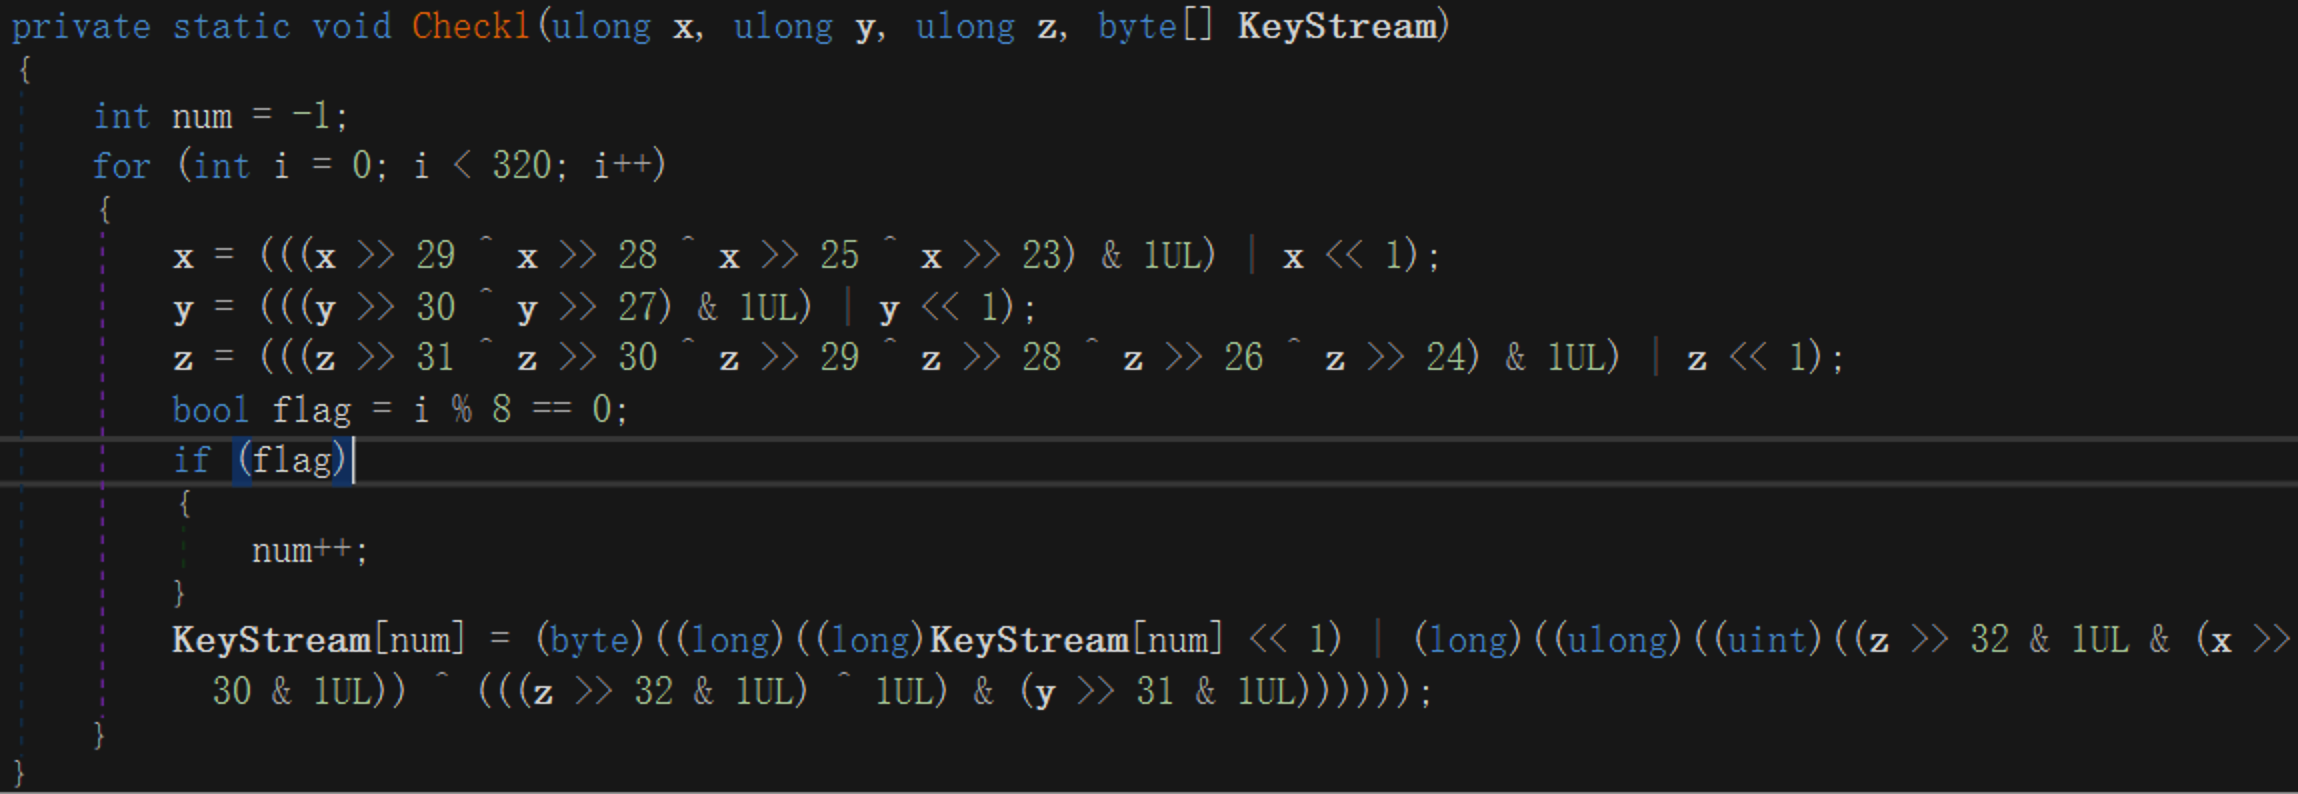 private static void Check1(ulong x, ulong y, ulong z, byte[] KeyStream)
{
int num = -1;
for (int i = 0; i < 320; i++)
{
x = (((x >> 29 ^ x >> 28 ^ x >> 25 ^ x >> 23) & 1UL) | x << 1);
y = (((y >> 30 ^ y >> 27) & 1UL) | y << 1);
z = (((z >> 31 ^ z >> 30 ^ z >> 29 ^ z >> 28 ^ z >> 26 ^ z >> 24) & 1UL) | z << 1);
bool flag = i % 8 == 0;
if (flag)
{
num++;
}
KeyStream[num] = (byte)((long)((long)KeyStream[num] << 1) | (long)((ulong)((uint)((z >> 32 & 1UL & (x >>
30 & 1UL)) ^ (((z >> 32 & 1UL) ^ 1UL) & (y >> 31 & 1UL))))));
}
}